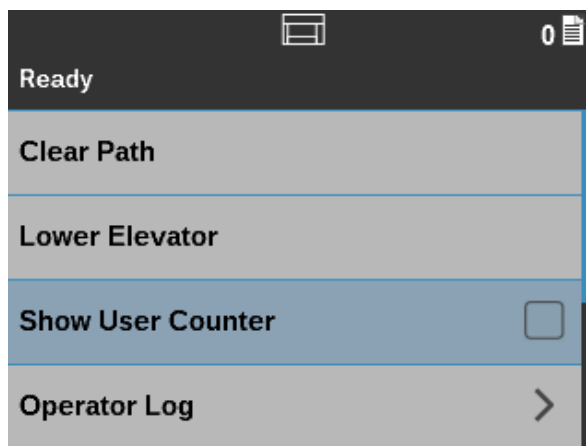 0
Ready
Clear Path
Lower Elevator
Show User Counter
Operator Log